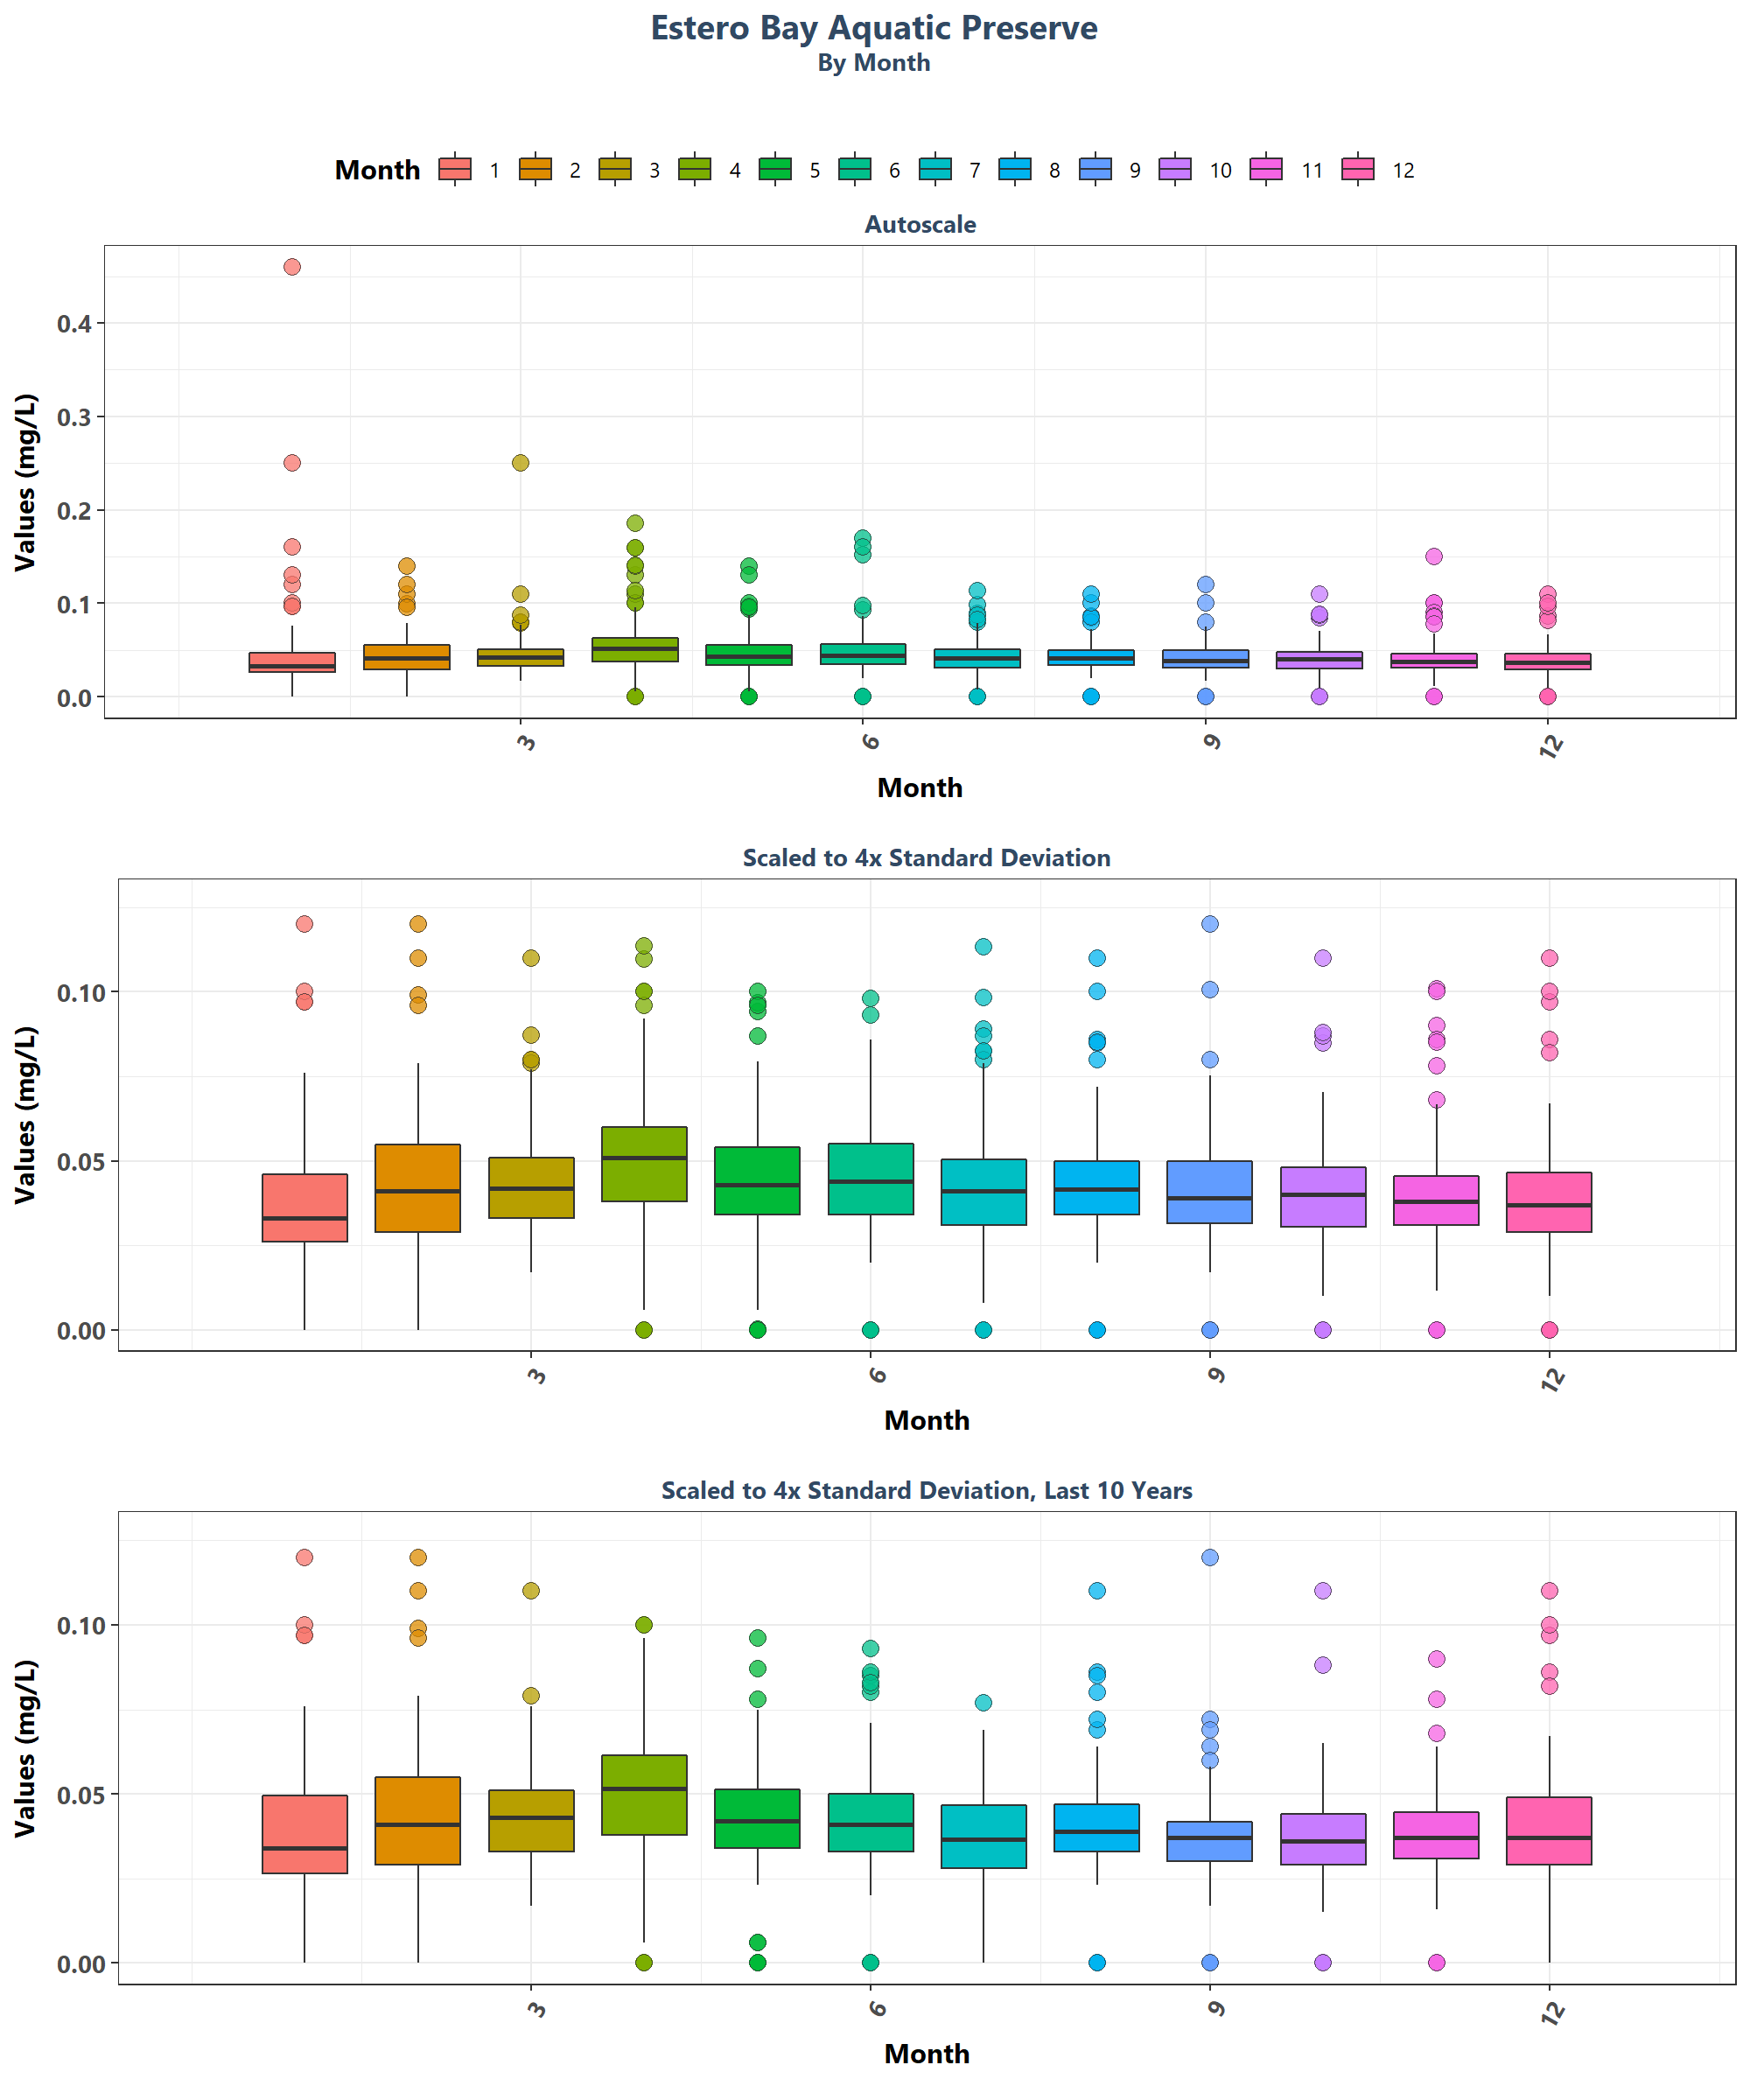 Estero Bay Aquatic Preserve
By Month
Month 1 2 3 4 5 6 7 8 9 10 11 12
Autoscale
Values (mg/L)
0.4
0.3
0.2
0.1
0.0
3 6 9 12
Month
Scaled to 4x Standard Deviation
Values (mg/L)
0.10
0.05
0.00
3 6 9 12
Month
Scaled to 4x Standard Deviation, Last 10 Years
Values (mg/L)
0.10
0.05
0.00
3 6 9 12
Month